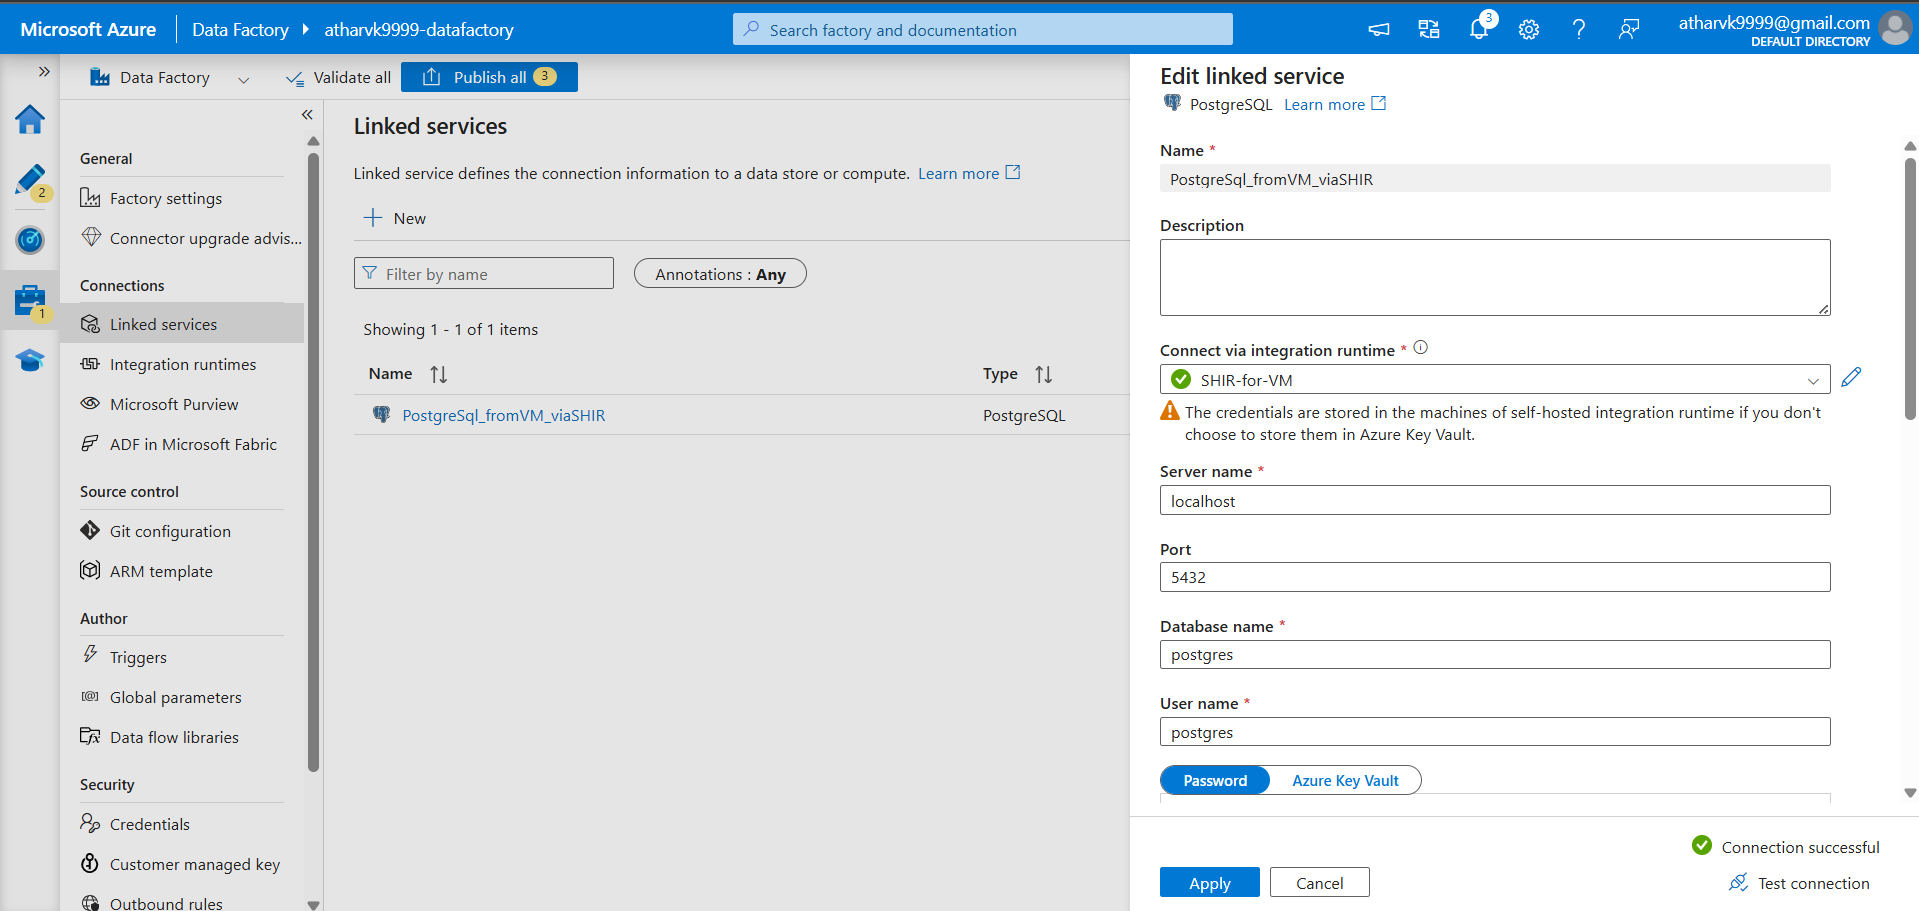 Microsoft Azure
Data Factory
atharvk9999-datafactory
Search factory and documentation
3
atharvk9999@gmail.com
DEFAULT DIRECTORY
Data Factory
Validate all
Publish all 3
2
1
General
Factory settings
Connector upgrade advis...
Connections
Linked services
Integration runtimes
Microsoft Purview
ADF in Microsoft Fabric
Source control
Git configuration
ARM template
Author
Triggers
Global parameters
Data flow libraries
Security
Credentials
Customer managed key
Outbound rules
Linked services
Linked service defines the connection information to a data store or compute. Learn more
New
Filter by name
Annotations : Any
Showing 1 - 1 of 1 items
Name
Type
PostgreSql_fromVM_viaSHIR
PostgreSQL
Edit linked service
PostgreSQL Learn more
Name *
PostgreSql_fromVM_viaSHIR
Description
Connect via integration runtime *
SHIR-for-VM
The credentials are stored in the machines of self-hosted integration runtime if you don't
choose to store them in Azure Key Vault.
Server name *
localhost
Port
5432
Database name *
postgres
User name *
postgres
Password
Azure Key Vault
Connection successful
Apply
Cancel
Test connection